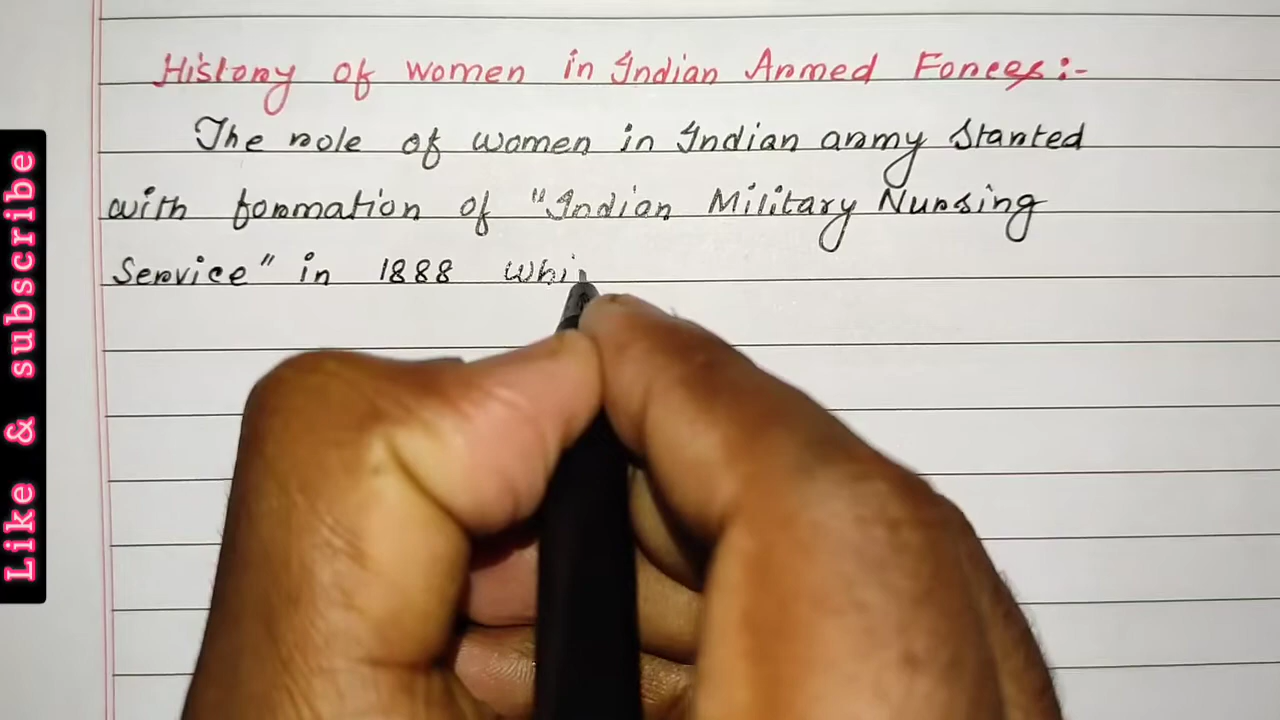 History of women in Indian Armed Forces:-
The role of women in Indian army started
with formation of "Indian Military Nursing
Service" in 1888 whi
Like & subscribe